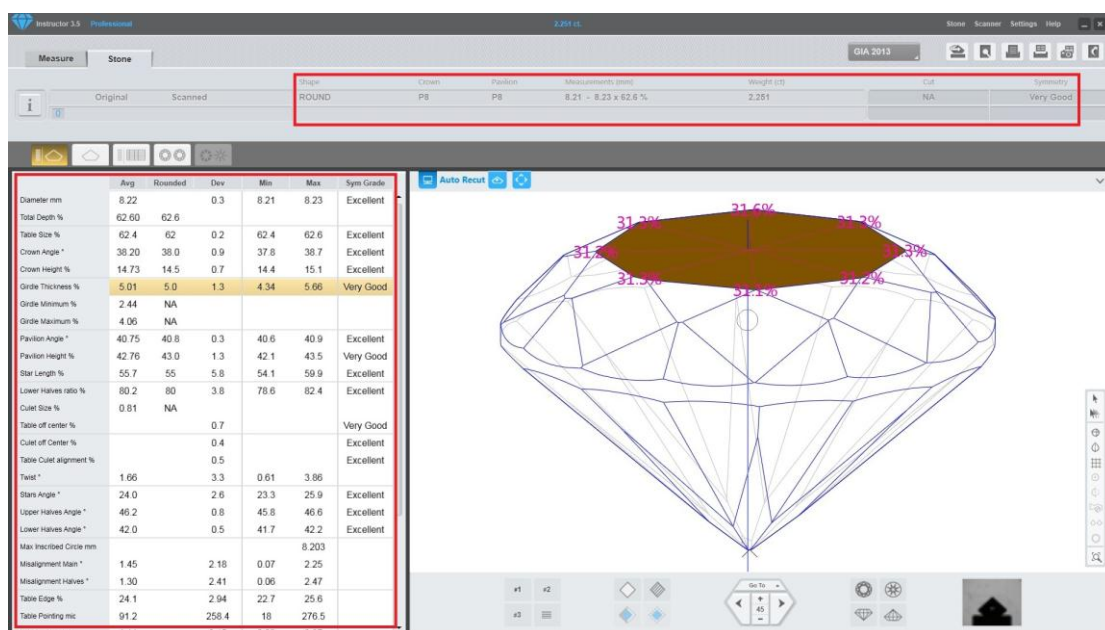 Instructor 3.5 Professional 2.251 ct. Stone Scanner Settings Help
Measure Stone GIA 2013
Shape Crown Pavilion Measurements (mm) Weight (ct) Cut Symmetry
i Original Scanned ROUND P8 P8 8.21 - 8.23 x 62.6 % 2.251 NA Very Good
0
Auto Recut
Avg Rounded Dev Min Max Sym Grade
Diameter mm 8.22 0.3 8.21 8.23 Excellent
Total Depth % 62.60 62.6
Table Size % 62.4 62 0.2 62.4 62.6 Excellent
Crown Angle ° 38.20 38.0 0.9 37.8 38.7 Excellent
Crown Height % 14.73 14.5 0.7 14.4 15.1 Excellent
Girdle Thickness % 5.01 5.0 1.3 4.34 5.66 Very Good
Girdle Minimum % 2.44 NA
Girdle Maximum % 4.06 NA
Pavilion Angle ° 40.75 40.8 0.3 40.6 40.9 Excellent
Pavilion Height % 42.76 43.0 1.3 42.1 43.5 Very Good
Star Length % 55.7 55 5.8 54.1 59.9 Excellent
Lower Halves ratio % 80.2 80 3.8 78.6 82.4 Excellent
Culet Size % 0.81 NA
Table off center % 0.7 Very Good
Culet off Center % 0.4 Excellent
Table Culet alignment % 0.5 Excellent
Twist ° 1.66 3.3 0.61 3.86
Stars Angle ° 24.0 2.6 23.3 25.9 Excellent
Upper Halves Angle ° 46.2 0.8 45.8 46.6 Excellent
Lower Halves Angle ° 42.0 0.5 41.7 42.2 Excellent
Max Inscribed Circle mm 8.203
Misalignment Main ° 1.45 2.18 0.07 2.25
Misalignment Halves ° 1.30 2.41 0.06 2.47
Table Edge % 24.1 2.94 22.7 25.6
Table Pointing mic 91.2 258.4 18 276.5
31.6%
31.3% 31.3%
31.2% 31.3%
31.3% 31.2%
31.1%
#1 #2 Go To
#3 45